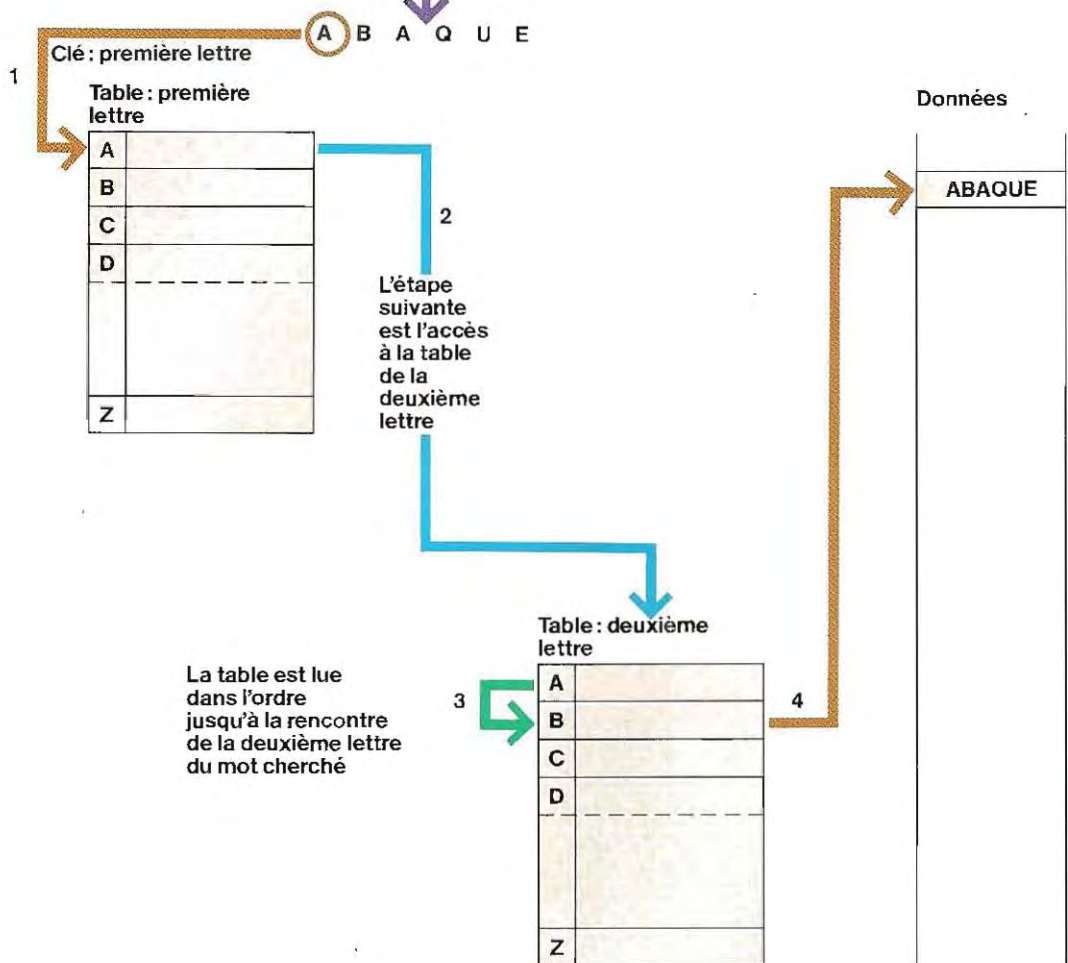 A B A Q U E
Clé : première lettre
1
Table : première
lettre
A
B
C
D
Z
2
L'étape
suivante
est l'accès
à la table
de la
deuxième
lettre
Données
ABAQUE
La table est lue
dans l'ordre
jusqu'à la rencontre
de la deuxième lettre
du mot cherché
3
Table : deuxième
lettre
A
B
C
D
Z
4